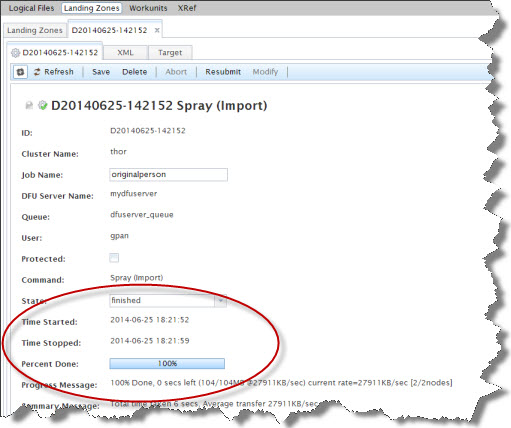 Logical Files Landing Zones Workunits XRef
Landing Zones D20140625-142152 x
D20140625-142152 XML Target
Refresh Save Delete Abort Resubmit Modify
D20140625-142152 Spray (Import)
ID: D20140625-142152
Cluster Name: thor
Job Name: originalperson
DFU Server Name: mydfuserver
Queue: dfuserver_queue
User: gpan
Protected:
Command: Spray (Import)
State: finished
Time Started: 2014-06-25 18:21:52
Time Stopped: 2014-06-25 18:21:59
Percent Done: 100%
Progress Message: 100% Done, 0 secs left (104/104MB @27911KB/sec) current rate=27911KB/sec [2/2nodes]
Summary Message: Total time taken 6 secs, Average transfer 27911KB/sec